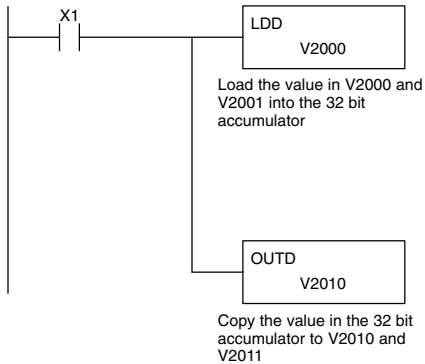 X1
LDD
V2000
Load the value in V2000 and
V2001 into the 32 bit
accumulator
OUTD
V2010
Copy the value in the 32 bit
accumulator to V2010 and
V2011